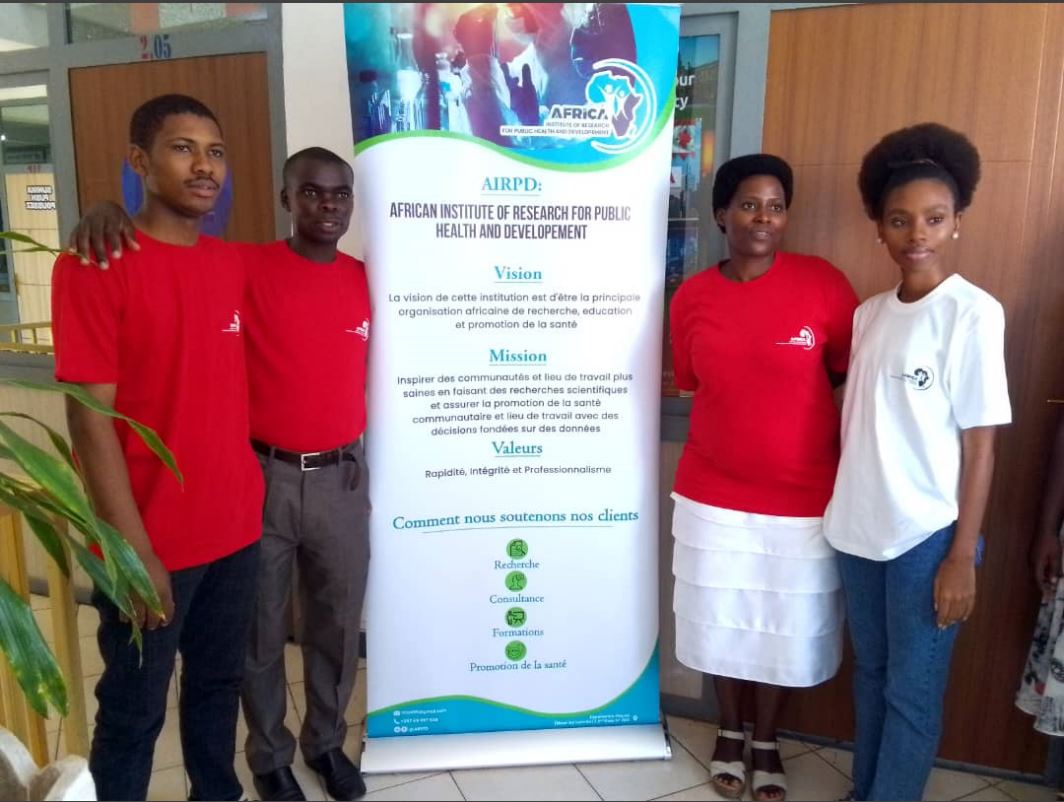 2.05
AFRICA
INSTITUTE OF RESEARCH
FOR PUBLIC HEALTH AND DEVELOPEMENT
AIRPD:
AFRICAN INSTITUTE OF RESEARCH FOR PUBLIC
HEALTH AND DEVELOPEMENT
Vision
La vision de cette institution est d'être la principale
organisation africaine de recherche, education
et promotion de la santé
Mission
Inspirer des communautés et lieu de travail plus
saines en faisant des recherches scientifiques
et assurer la promotion de la santé
communautaire et lieu de travail avec des
décisions fondées sur des données
Valeurs
Rapidité, Intégrité et Professionnalisme
Comment nous soutenons nos clients
Recherche
Consultance
Formations
Promotion de la santé
@AIRPD
AFRICA
AFRICA